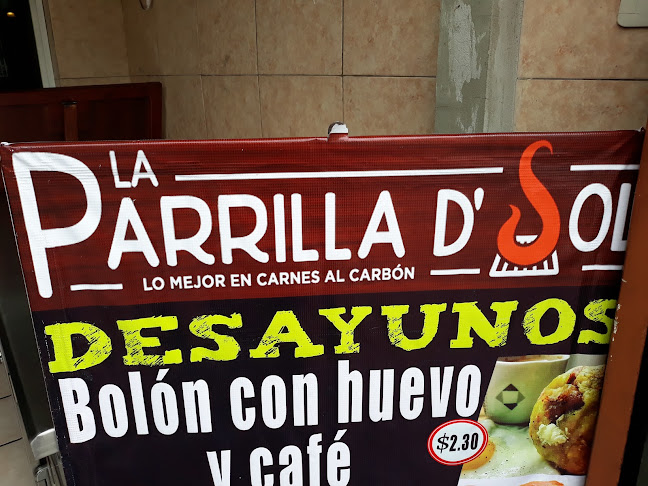 LA
PARRILLA D' SOL
LO MEJOR EN CARNES AL CARBÓN
DESAYUNOS
Bolón con huevo
y café
$2.30